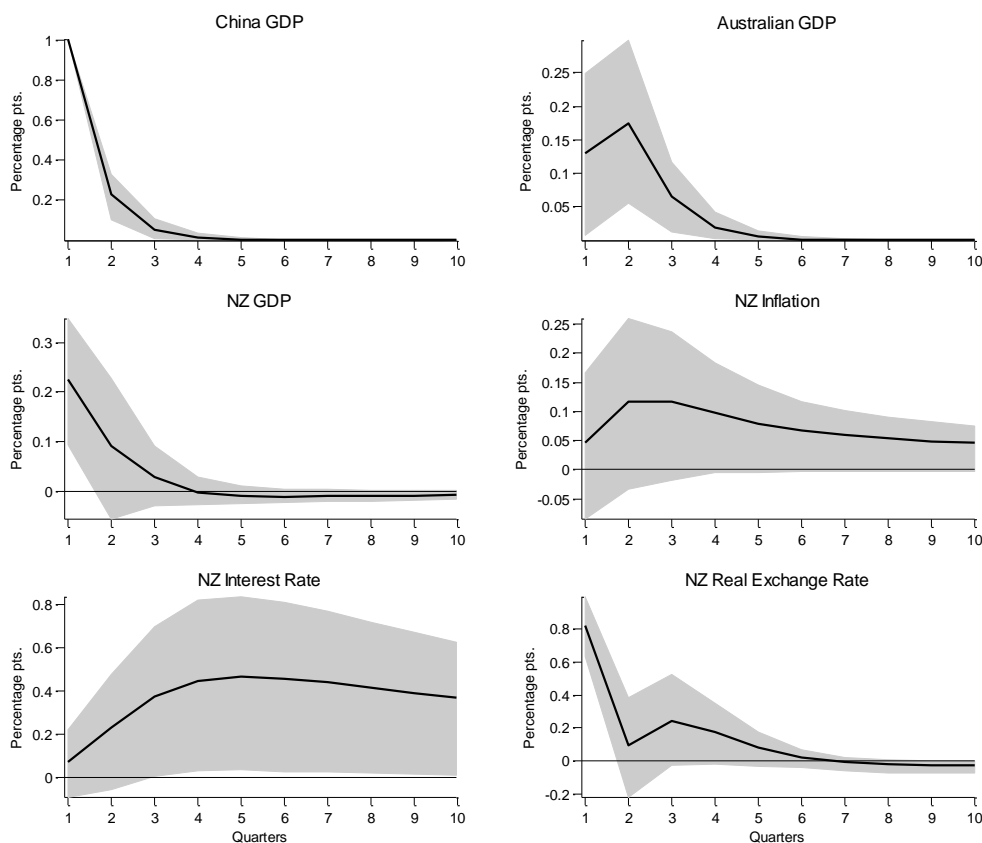 China GDP
Percentage pts.
1
0.8
0.6
0.4
0.2
1 2 3 4 5 6 7 8 9 10
Australian GDP
Percentage pts.
0.25
0.2
0.15
0.1
0.05
1 2 3 4 5 6 7 8 9 10
NZ GDP
Percentage pts.
0.3
0.2
0.1
0
1 2 3 4 5 6 7 8 9 10
NZ Inflation
Percentage pts.
0.25
0.2
0.15
0.1
0.05
0
-0.05
1 2 3 4 5 6 7 8 9 10
NZ Interest Rate
Percentage pts.
0.8
0.6
0.4
0.2
0
1 2 3 4 5 6 7 8 9 10
Quarters
NZ Real Exchange Rate
Percentage pts.
0.8
0.6
0.4
0.2
0
-0.2
1 2 3 4 5 6 7 8 9 10
Quarters